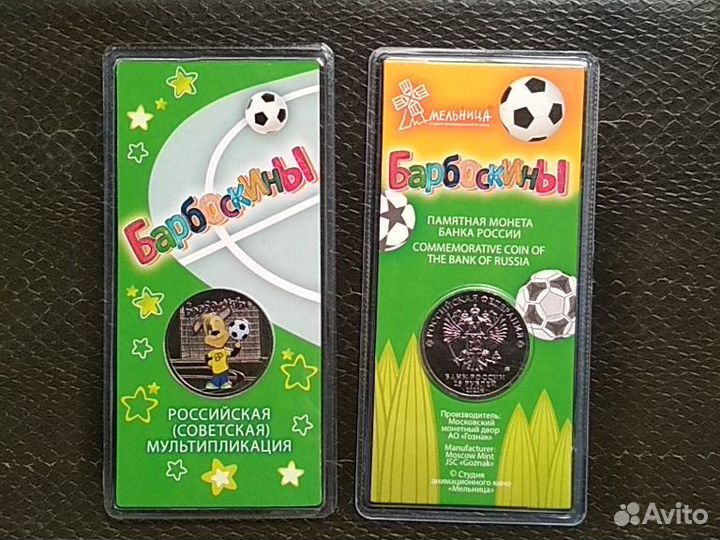 Барбоскины
Барбоскины
РОССИЙСКАЯ
(СОВЕТСКАЯ)
МУЛЬТИПЛИКАЦИЯ
МЕЛЬНИЦА
Барбоскины
ПАМЯТНАЯ МОНЕТА
БАНКА РОССИИ
COMMEMORATIVE COIN OF
THE BANK OF RUSSIA
РОССИЙСКАЯ ФЕДЕРАЦИЯ
БАНК РОССИИ
25 РУБЛЕЙ
Производитель:
Московский
монетный двор
АО «Гознак»
Manufacturer:
Moscow Mint
JSC «Goznak»
© Студия
анимационного кино
«Мельница»
Avito